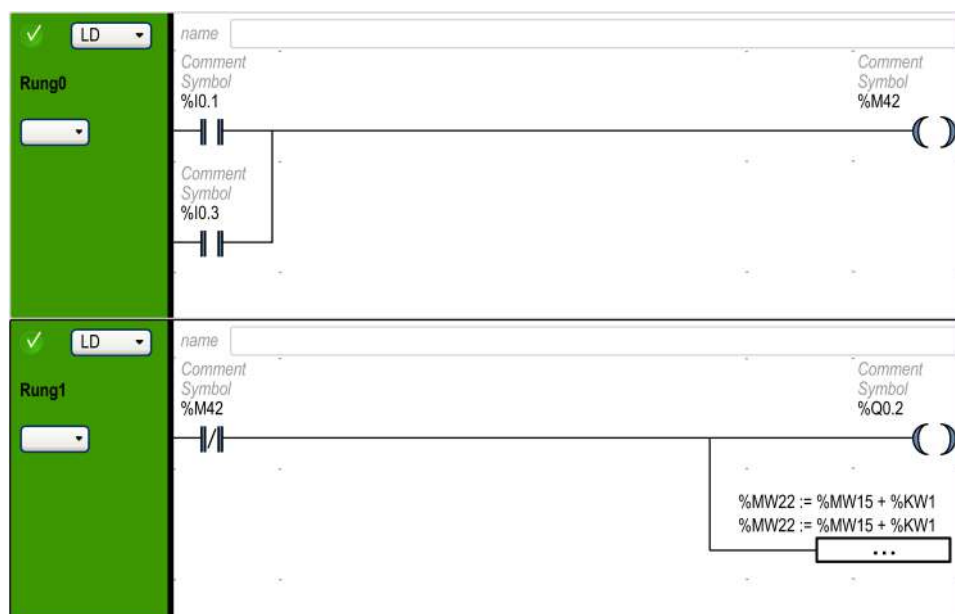 LD
name
Rung0
Comment
Symbol
%I0.1
Comment
Symbol
%M42
Comment
Symbol
%I0.3
LD
name
Rung1
Comment
Symbol
%M42
Comment
Symbol
%Q0.2
%MW22 := %MW15 + %KW1
%MW22 := %MW15 + %KW1
...